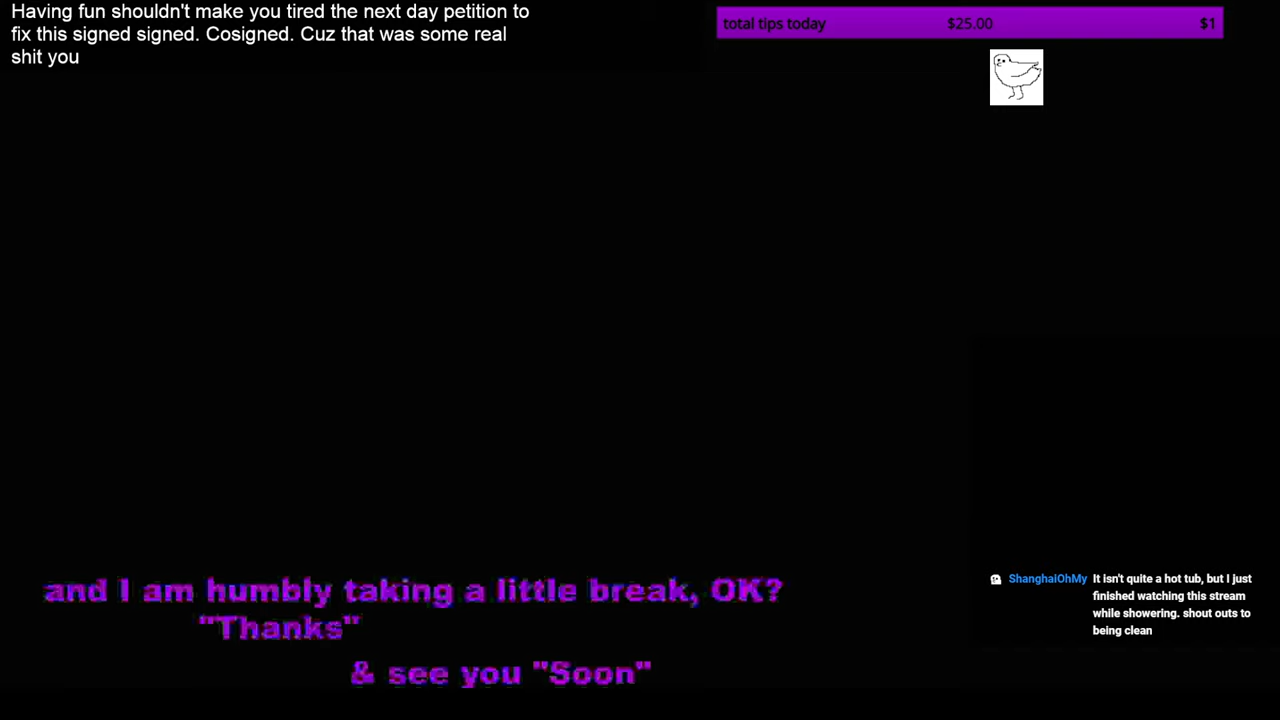 Having fun shouldn't make you tired the next day petition to
fix this signed signed. Cosigned. Cuz that was some real
shit you
total tips today $25.00 $1
and I am humbly taking a little break, OK?
"Thanks"
& see you "Soon"
ShanghaiOhMy It isn't quite a hot tub, but I just
finished watching this stream
while showering. shout outs to
being clean